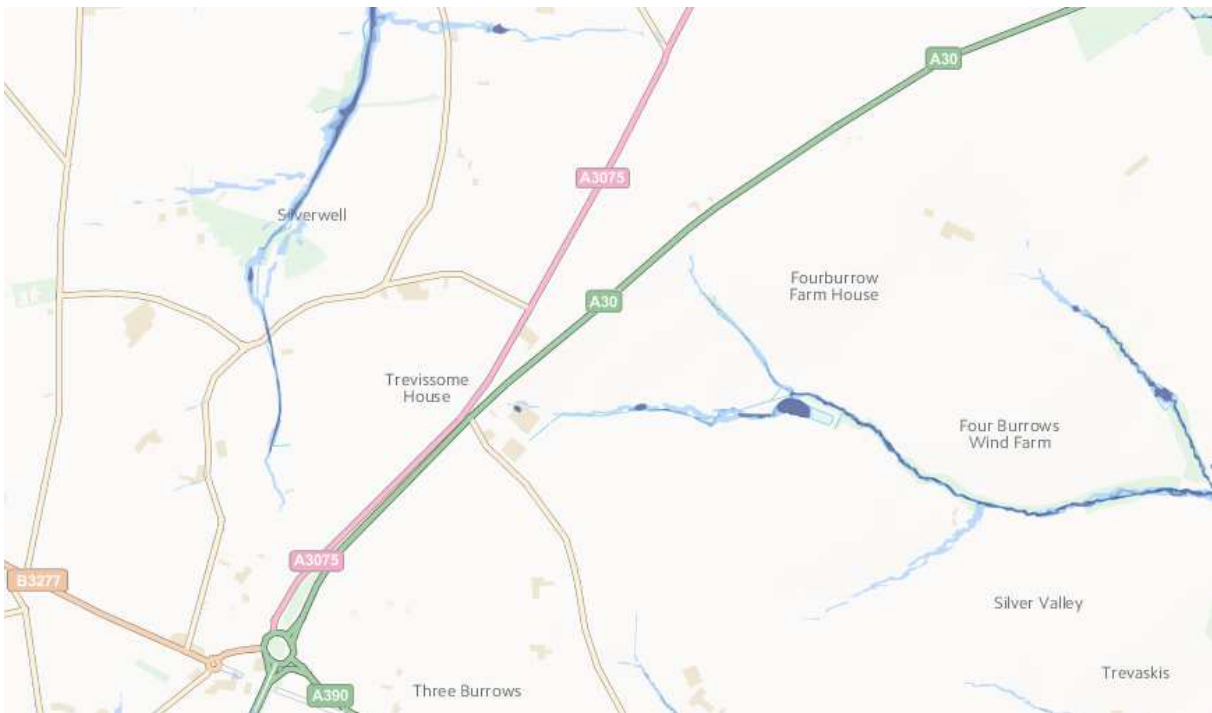 A30
A3075
Silverwell
Fourburrow
Farm House
A30
Trevissome
House
Four Burrows
Wind Farm
A3075
B3277
Silver Valley
Trevaskis
Three Burrows
A390